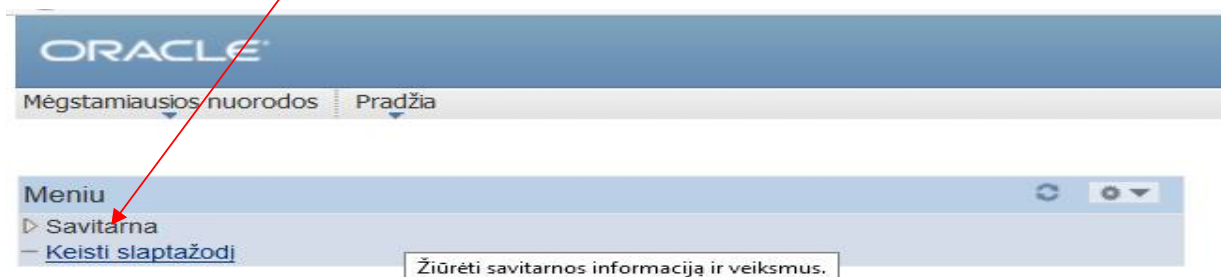 ORACLE
Mėgstamiausios nuorodos Pradžia
Meniu
Savitarna
Keisti slaptažodį
Žiūrėti savitarnos informaciją ir veiksmus.